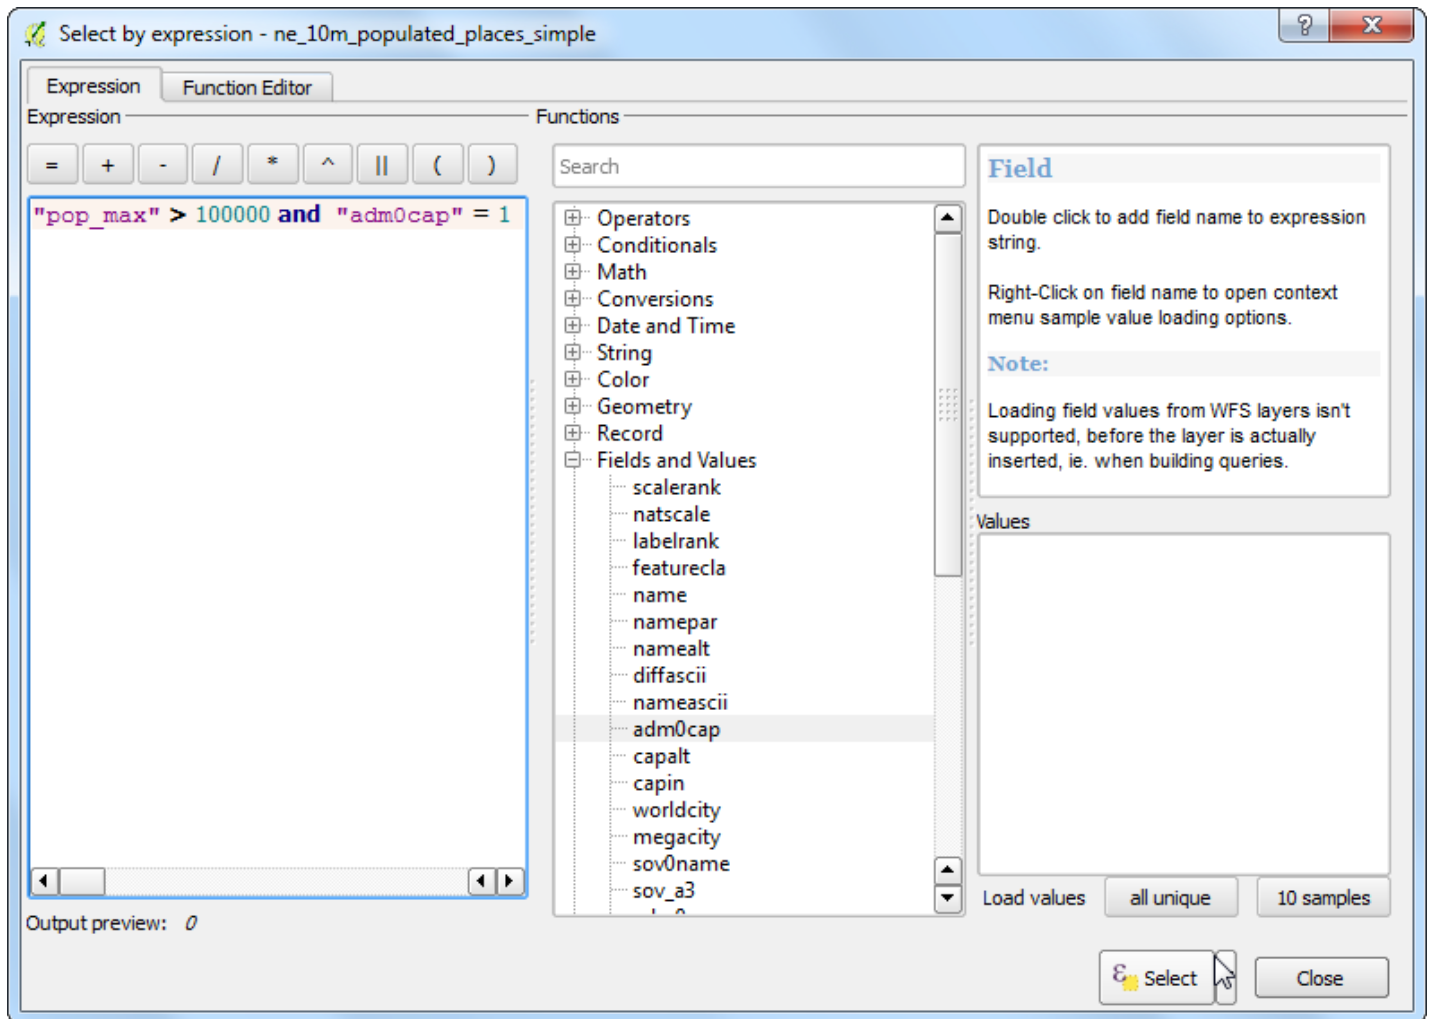 Select by expression - ne_10m_populated_places_simple
?
X
Expression
Function Editor
Expression
Functions
= + - / * ^ || ( )
Search
"pop_max" > 100000 and "adm0cap" = 1
Operators
Conditionals
Math
Conversions
Date and Time
String
Color
Geometry
Record
Fields and Values
scalerank
natscale
labelrank
featurecla
name
namepar
namealt
diffascii
nameascii
adm0cap
capalt
capin
worldcity
megacity
sov0name
sov_a3
Field
Double click to add field name to expression
string.
Right-Click on field name to open context
menu sample value loading options.
Note:
Loading field values from WFS layers isn't
supported, before the layer is actually
inserted, ie. when building queries.
Values
Load values
all unique
10 samples
Output preview: 0
ε Select
Close